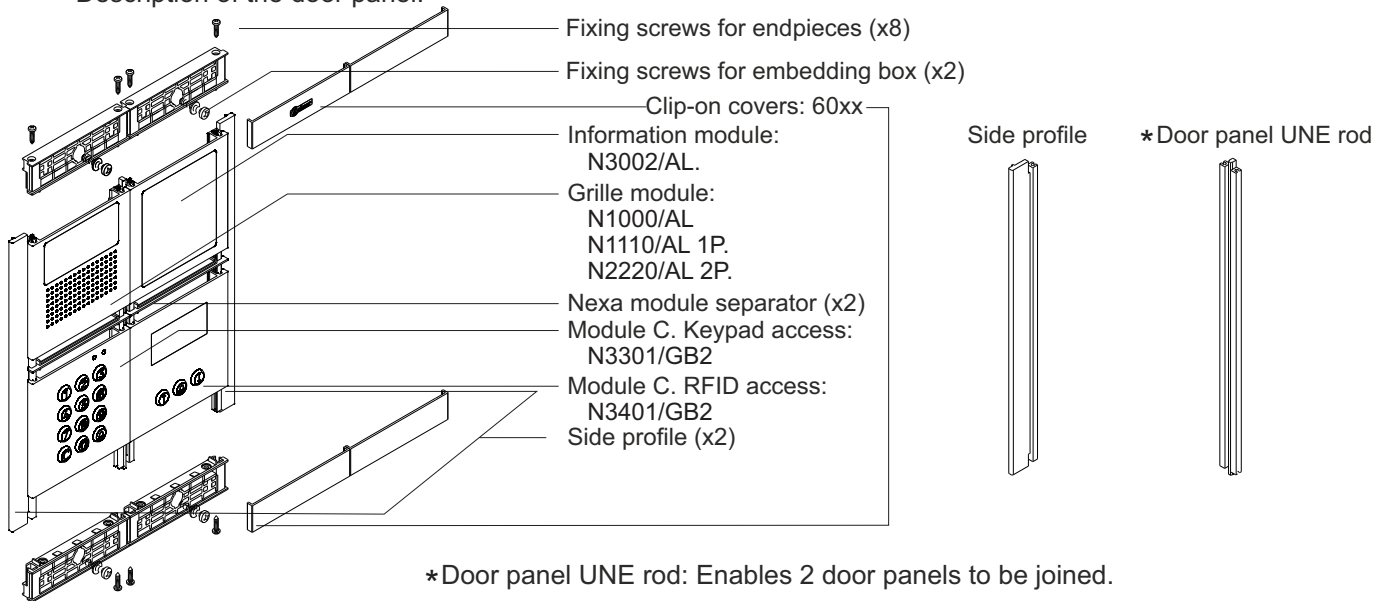 Description of the door panel:
Fixing screws for endpieces (x8)
Fixing screws for embedding box (x2)
Clip-on covers: 60xx
Information module:
N3002/AL.
Grille module:
N1000/AL
N1110/AL 1P.
N2220/AL 2P.
Nexa module separator (x2)
Module C. Keypad access:
N3301/GB2
Module C. RFID access:
N3401/GB2
Side profile (x2)
Side profile
*Door panel UNE rod
*Door panel UNE rod: Enables 2 door panels to be joined.